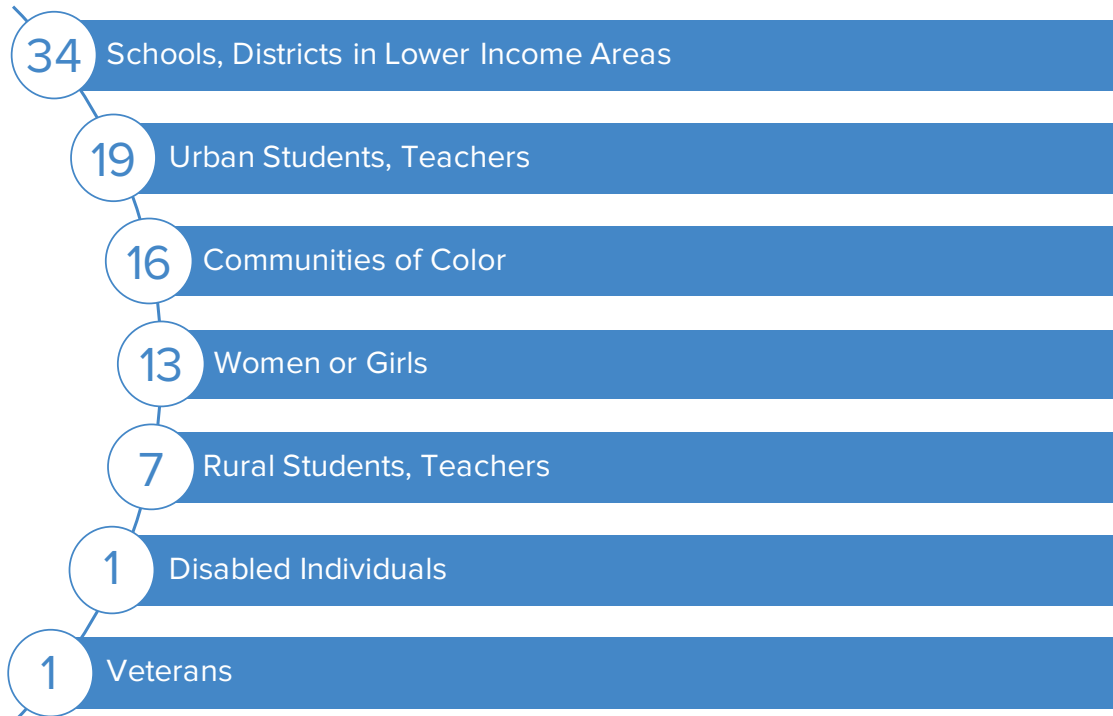 34 Schools, Districts in Lower Income Areas
19 Urban Students, Teachers
16 Communities of Color
13 Women or Girls
7 Rural Students, Teachers
1 Disabled Individuals
1 Veterans